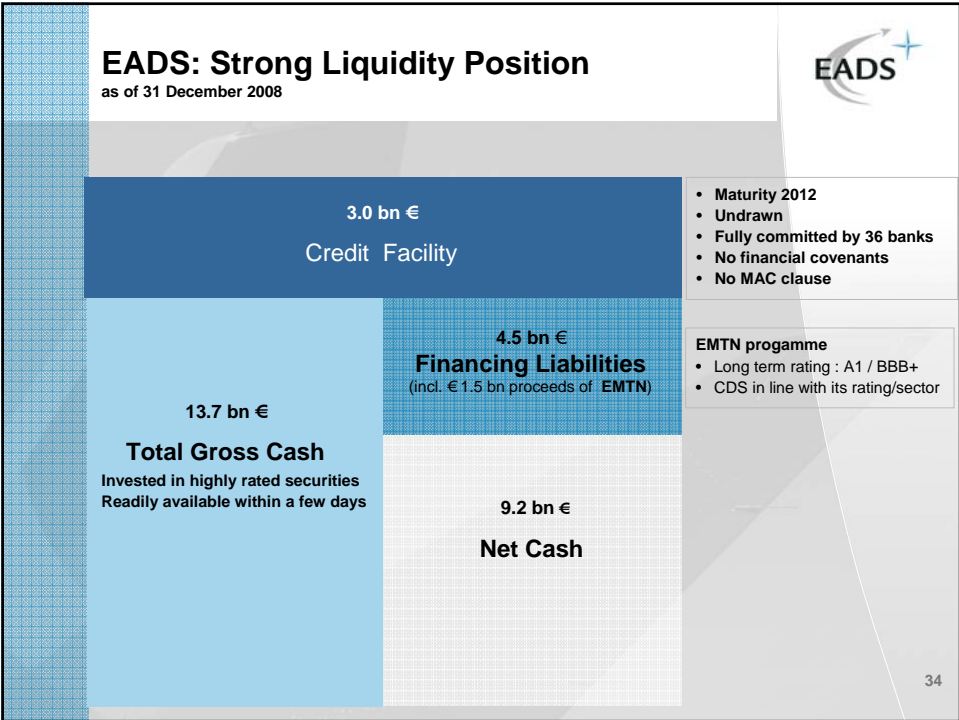 EADS: Strong Liquidity Position
as of 31 December 2008
EADS
3.0 bn €
Credit Facility
• Maturity 2012
• Undrawn
• Fully committed by 36 banks
• No financial covenants
• No MAC clause
4.5 bn €
Financing Liabilities
(incl. € 1.5 bn proceeds of EMTN)
EMTN progamme
• Long term rating : A1 / BBB+
• CDS in line with its rating/sector
13.7 bn €
Total Gross Cash
Invested in highly rated securities
Readily available within a few days
9.2 bn €
Net Cash
34